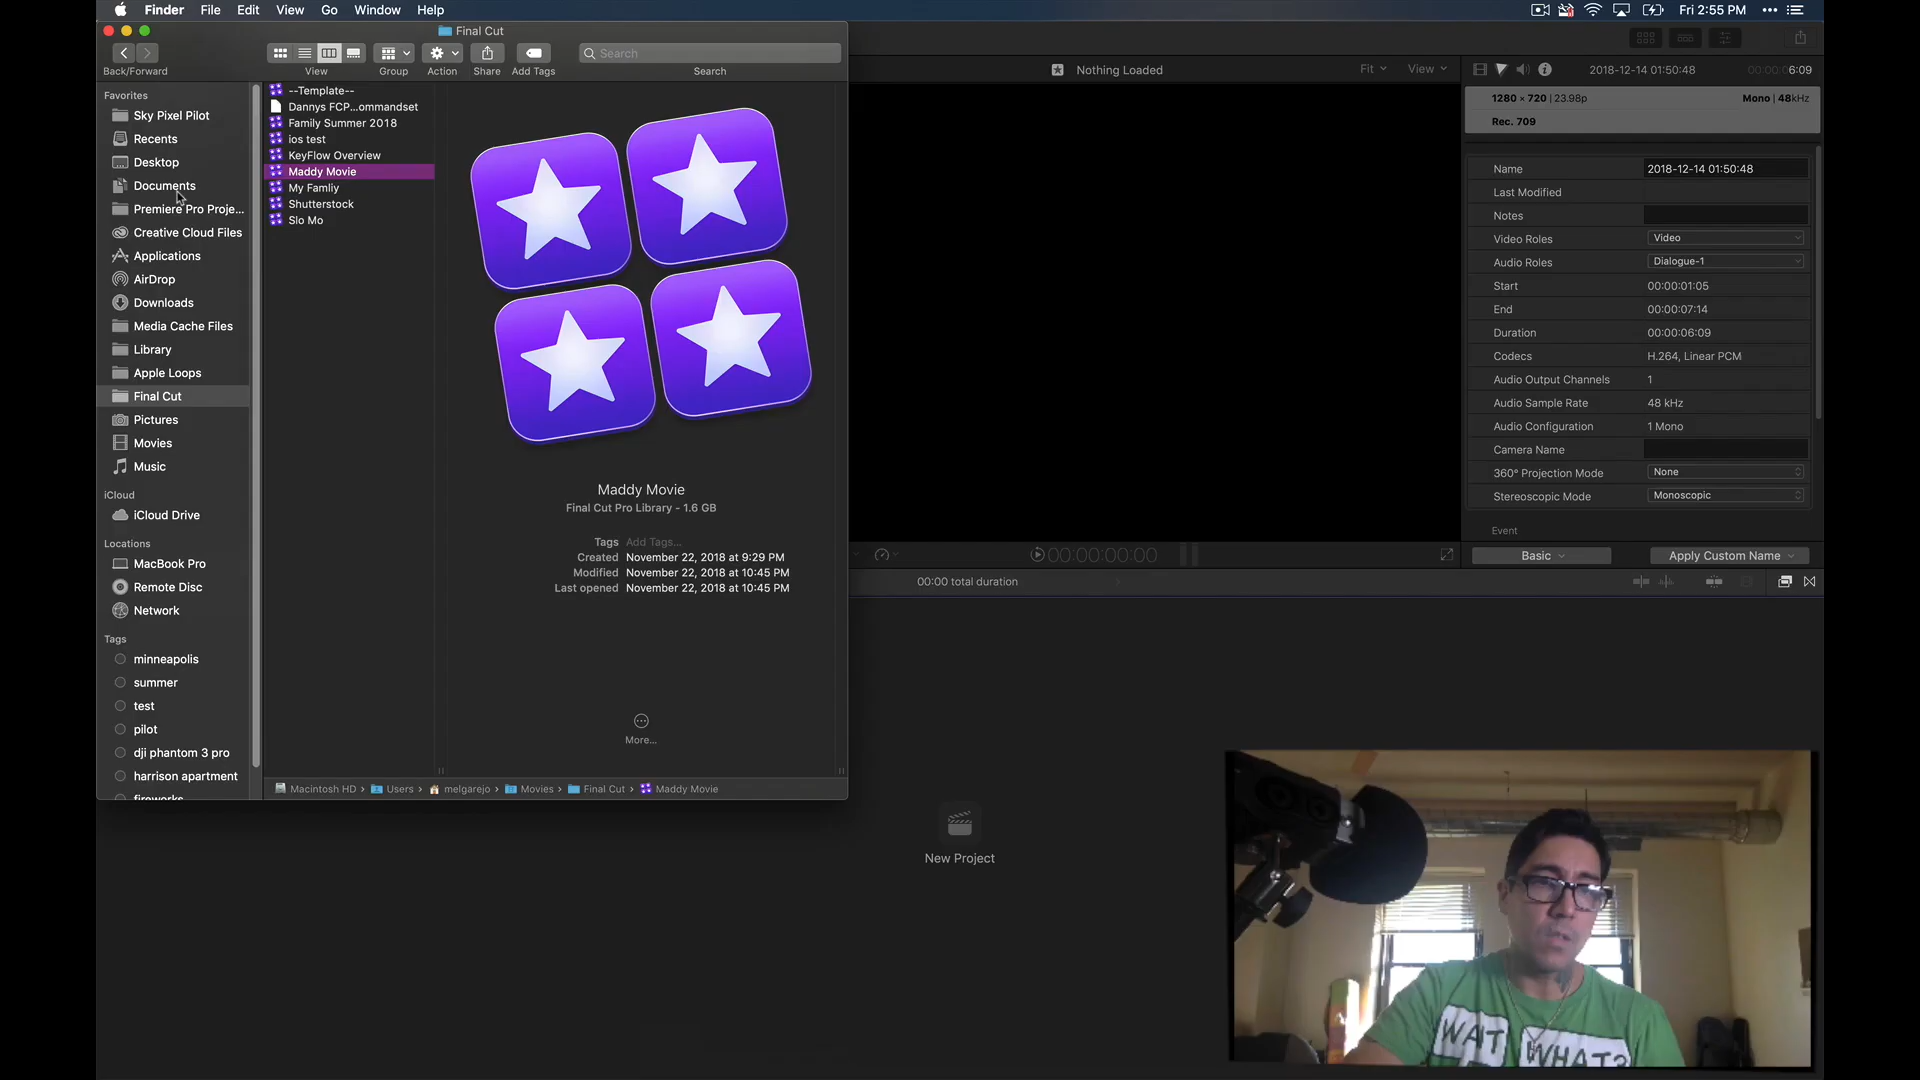 Finder File Edit View Go Window Help
Fri 2:55 PM
Final Cut
Search
Back/Forward View Group Action Share Add Tags Search
Favorites
Sky Pixel Pilot
Recents
Desktop
Documents
Premiere Pro Proje...
Creative Cloud Files
Applications
AirDrop
Downloads
Media Cache Files
Library
Apple Loops
Final Cut
Pictures
Movies
Music
iCloud
iCloud Drive
Locations
MacBook Pro
Remote Disc
Network
Tags
minneapolis
summer
test
pilot
dji phantom 3 pro
harrison apartment
fireworks
--Template--
Dannys FCP...ommandset
Family Summer 2018
ios test
KeyFlow Overview
Maddy Movie
My Famliy
Shutterstock
Slo Mo
Maddy Movie
Final Cut Pro Library - 1.6 GB
Tags Add Tags...
Created November 22, 2018 at 9:29 PM
Modified November 22, 2018 at 10:45 PM
Last opened November 22, 2018 at 10:45 PM
More...
Macintosh HD › Users › melgarejo › Movies › Final Cut › Maddy Movie
Nothing Loaded
Fit View
00:00:00:00
00:00 total duration
New Project
2018-12-14 01:50:48 00:00:06:09
1280 × 720 | 23.98p Mono | 48kHz
Rec. 709
Name 2018-12-14 01:50:48
Last Modified
Notes
Video Roles Video
Audio Roles Dialogue-1
Start 00:00:01:05
End 00:00:07:14
Duration 00:00:06:09
Codecs H.264, Linear PCM
Audio Output Channels 1
Audio Sample Rate 48 kHz
Audio Configuration 1 Mono
Camera Name
360° Projection Mode None
Stereoscopic Mode Monoscopic
Event
Basic Apply Custom Name
WAT
WHAT?